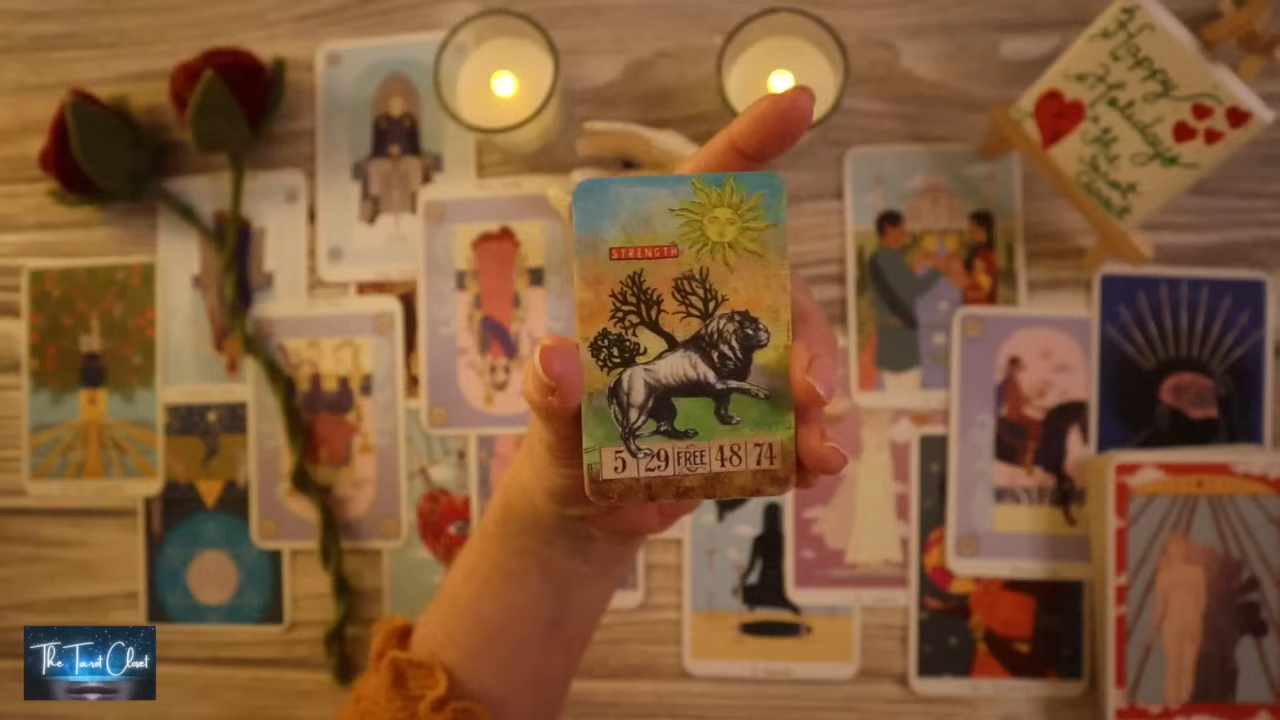 Happy
Holidays
STRENGTH
5 29 FREE 48 74
The Tarot Closet